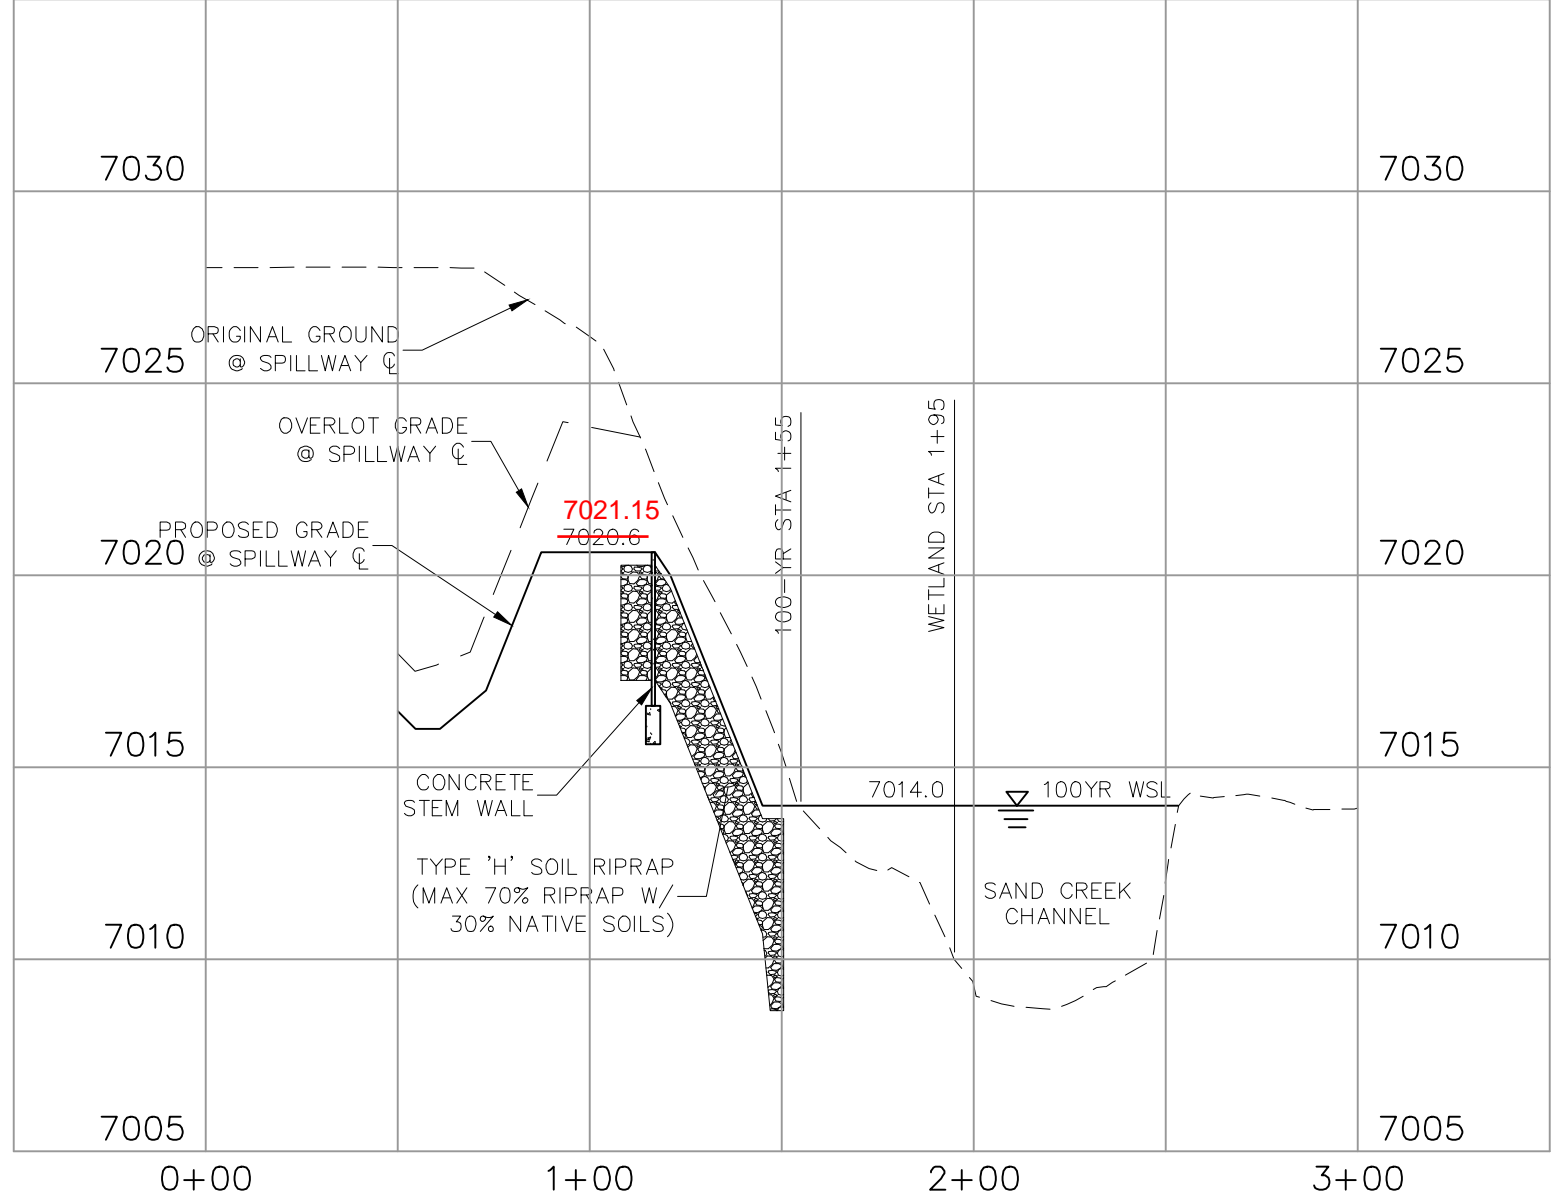 7030 7030
ORIGINAL GROUND
@ SPILLWAY ℄
7025 7025
OVERLOT GRADE
@ SPILLWAY ℄
100-YR STA 1+55
WETLAND STA 1+95
7021.15
7020.6
PROPOSED GRADE
@ SPILLWAY ℄
7020 7020
7015 7015
CONCRETE
STEM WALL
7014.0 100YR WSL
TYPE 'H' SOIL RIPRAP
(MAX 70% RIPRAP W/
30% NATIVE SOILS)
SAND CREEK
CHANNEL
7010 7010
7005 7005
0+00 1+00 2+00 3+00